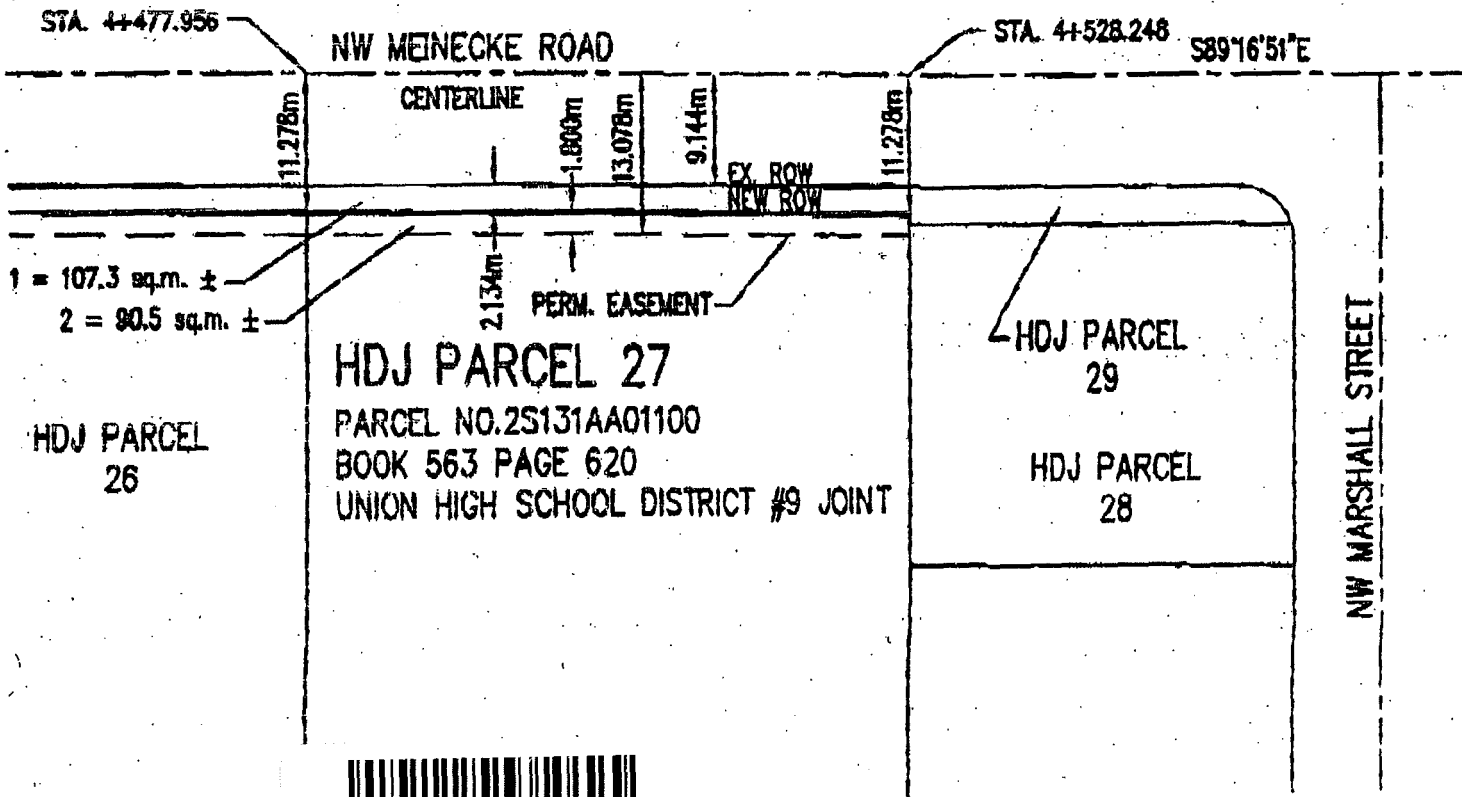 STA. 4+477.956
NW MEINECKE ROAD
STA. 4+528.248
S89°16'51"E
CENTERLINE
11.278m
1.800m
13.078m
9.144m
11.278m
EX. ROW
NEW ROW
1 = 107.3 sq.m. ±
2 = 90.5 sq.m. ±
2.134m
PERM. EASEMENT
HDJ PARCEL 27
PARCEL NO.2S131AA01100
BOOK 563 PAGE 620
UNION HIGH SCHOOL DISTRICT #9 JOINT
HDJ PARCEL
26
HDJ PARCEL
29
HDJ PARCEL
28
NW MARSHALL STREET